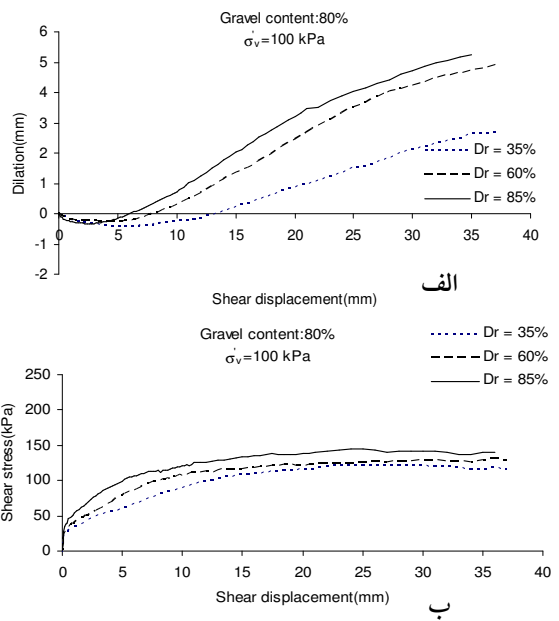 Gravel content:80%
σ'v=100 kPa
6
5
4
3
2
1
0
-1
-2
Dilation(mm)
0 5 10 15 20 25 30 35 40
Dr = 35%
Dr = 60%
Dr = 85%
Shear displacement(mm)
الف
Gravel content:80%
σ'v=100 kPa
Dr = 35%
Dr = 60%
Dr = 85%
250
200
150
100
50
0
Shear stress(kPa)
0 5 10 15 20 25 30 35 40
Shear displacement(mm)
ب